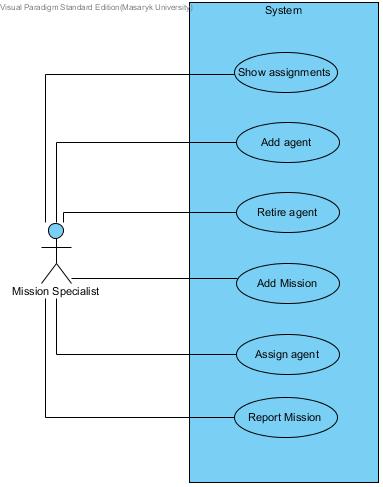 Visual Paradigm Standard Edition(Masaryk University)
System
Show assignments
Add agent
Retire agent
Add Mission
Mission Specialist
Assign agent
Report Mission